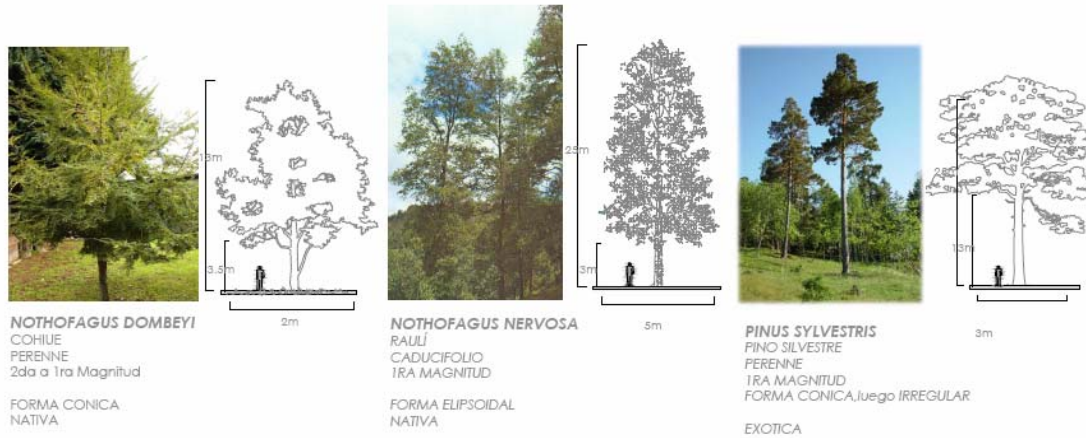 13m
3.5m
2m
NOTHOFAGUS DOMBEYI
COHIUE
PERENNE
2da a 1ra Magnitud
FORMA CONICA
NATIVA
25m
3m
5m
NOTHOFAGUS NERVOSA
RAULÍ
CADUCIFOLIO
1RA MAGNITUD
FORMA ELIPSOIDAL
NATIVA
13m
3m
PINUS SYLVESTRIS
PINO SILVESTRE
PERENNE
1RA MAGNITUD
FORMA CONICA,luego IRREGULAR
EXOTICA